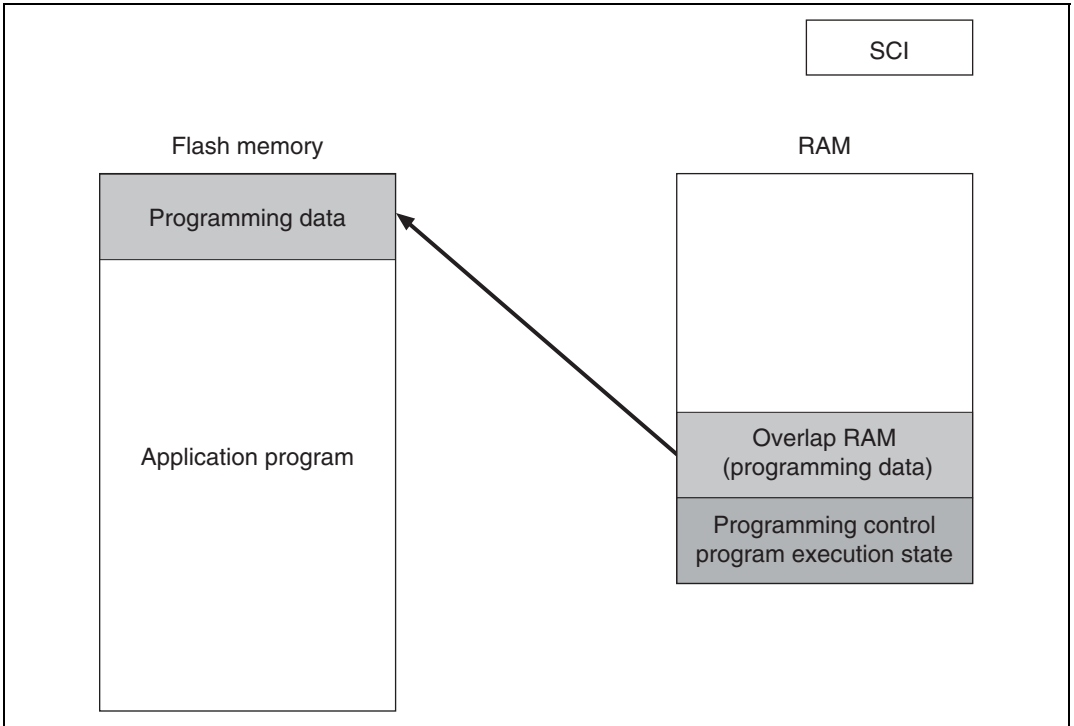 SCI
Flash memory
RAM
Programming data
Application program
Overlap RAM
(programming data)
Programming control
program execution state